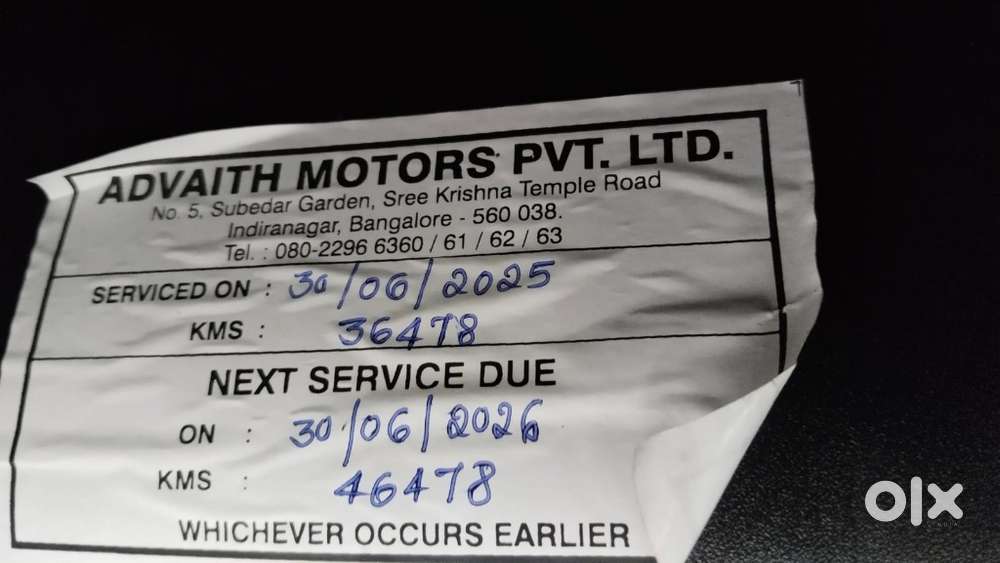 ADVAITH MOTORS PVT. LTD.
No. 5, Subedar Garden, Sree Krishna Temple Road
Indiranagar, Bangalore - 560 038.
Tel. : 080-2296 6360 / 61 / 62 / 63
SERVICED ON : 30/06/2025
KMS : 36478
NEXT SERVICE DUE
ON : 30/06/2026
KMS : 46478
WHICHEVER OCCURS EARLIER
olx
INDIA